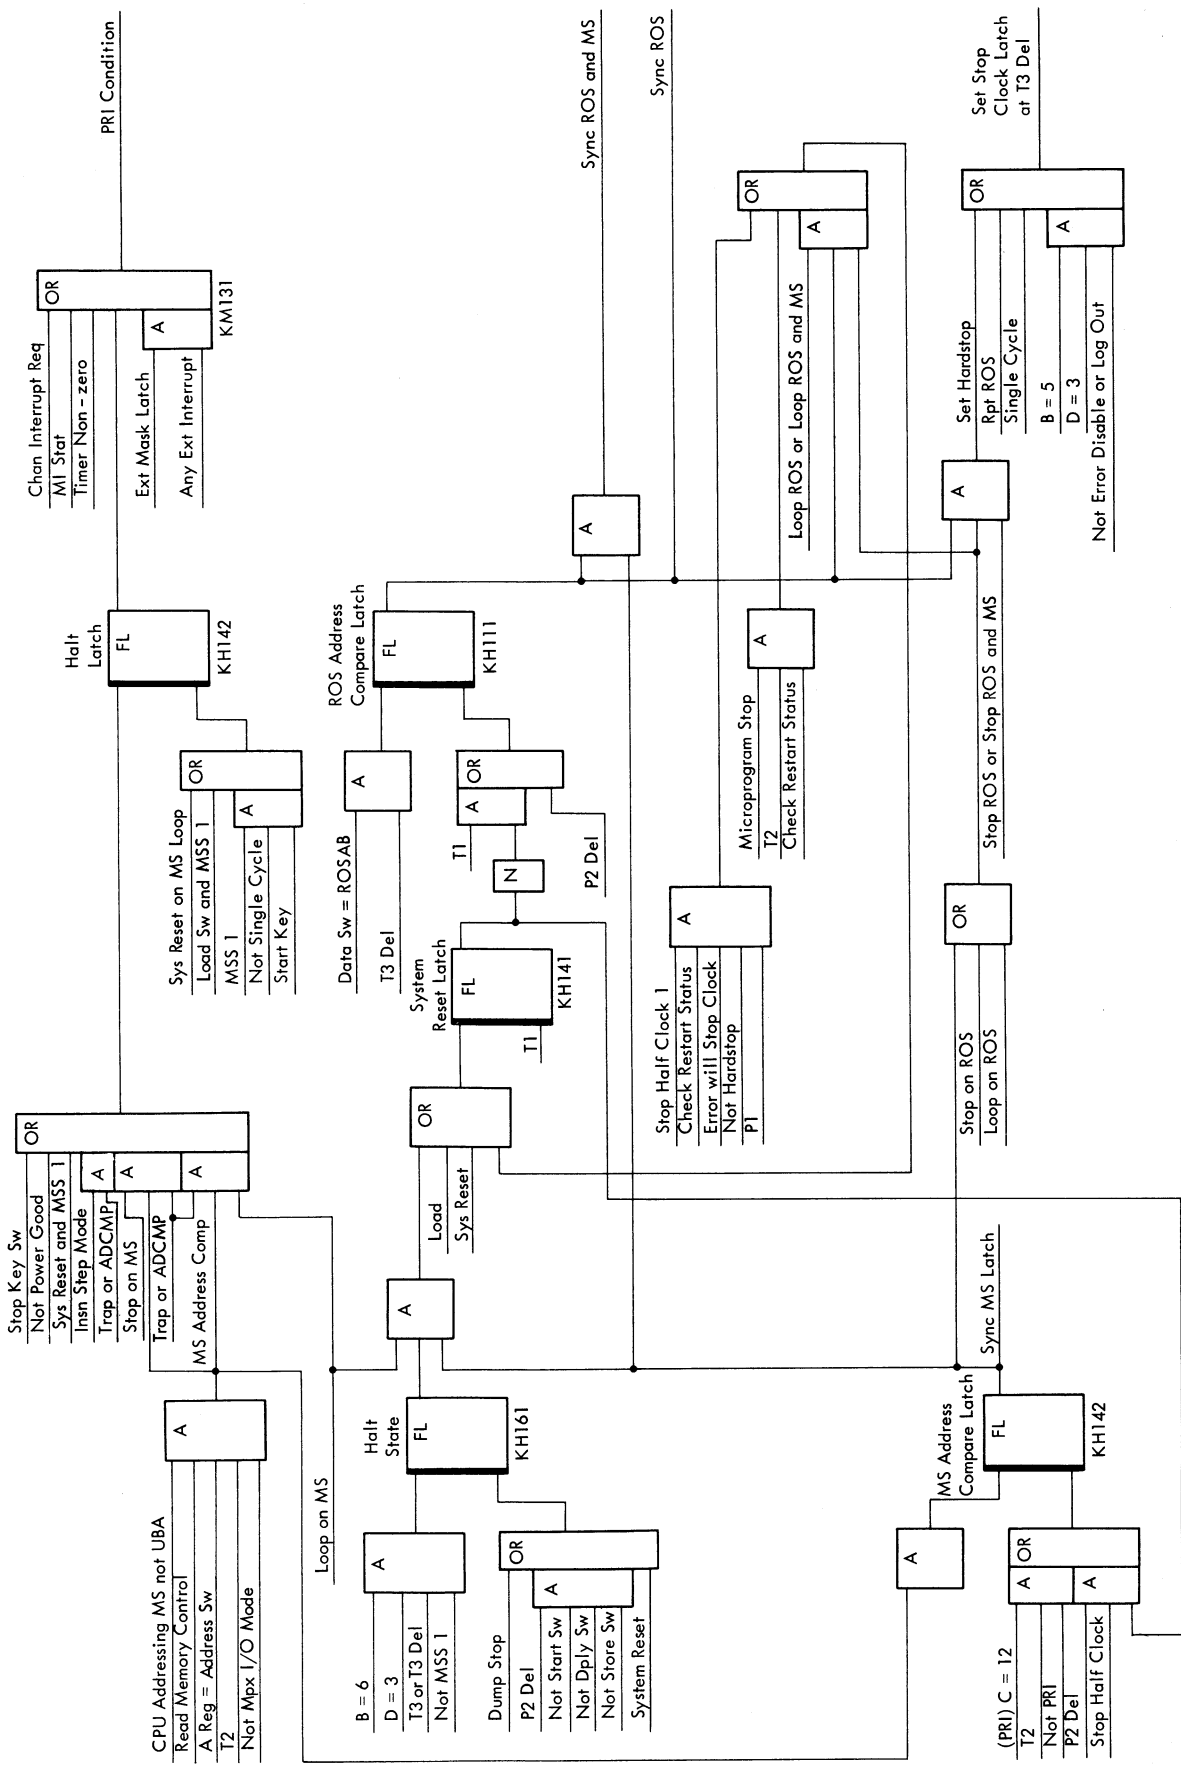 Stop Key Sw
Not Power Good
Sys Reset and MSS 1
Insn Step Mode
Trap or ADCMP
Stop on MS
Trap or ADCMP
MS Address Comp
OR
A
A
A
CPU Addressing MS not UBA
Read Memory Control
A Reg = Address Sw
T2
Not Mpx I/O Mode
A
Halt
Latch
FL
KH142
Sys Reset on MS Loop
Load Sw and MSS 1
MSS 1
Not Single Cycle
Start Key
OR
A
Chan Interrupt Req
MI Stat
Timer Non-zero
Ext Mask Latch
Any Ext Interrupt
OR
A
KM131
PRI Condition
Loop on MS
B = 6
D = 3
T3 or T3 Del
Not MSS 1
A
Dump Stop
P2 Del
Not Start Sw
Not Dply Sw
Not Store Sw
System Reset
OR
A
Halt
State
FL
KH161
A
Load
Sys Reset
OR
System
Reset Latch
FL
T1
KH141
N
Data Sw = ROSAB
T3 Del
A
T1
A
OR
P2 Del
ROS Address
Compare Latch
FL
KH111
A
Sync ROS and MS
Sync ROS
Stop Half Clock 1
Check Restart Status
Error will Stop Clock
Not Hardstop
P1
A
Microprogram Stop
T2
Check Restart Status
A
Loop ROS or Loop ROS and MS
A
OR
A
(PRI) C = 12
T2
Not PRI
P2 Del
Stop Half Clock
A
A
OR
MS Address
Compare Latch
FL
KH142
Sync MS Latch
Stop on ROS
Loop on ROS
OR
Stop ROS or Stop ROS and MS
A
Set Hardstop
Rpt ROS
Single Cycle
B = 5
D = 3
Not Error Disable or Log Out
A
OR
Set Stop
Clock Latch
at T3 Del